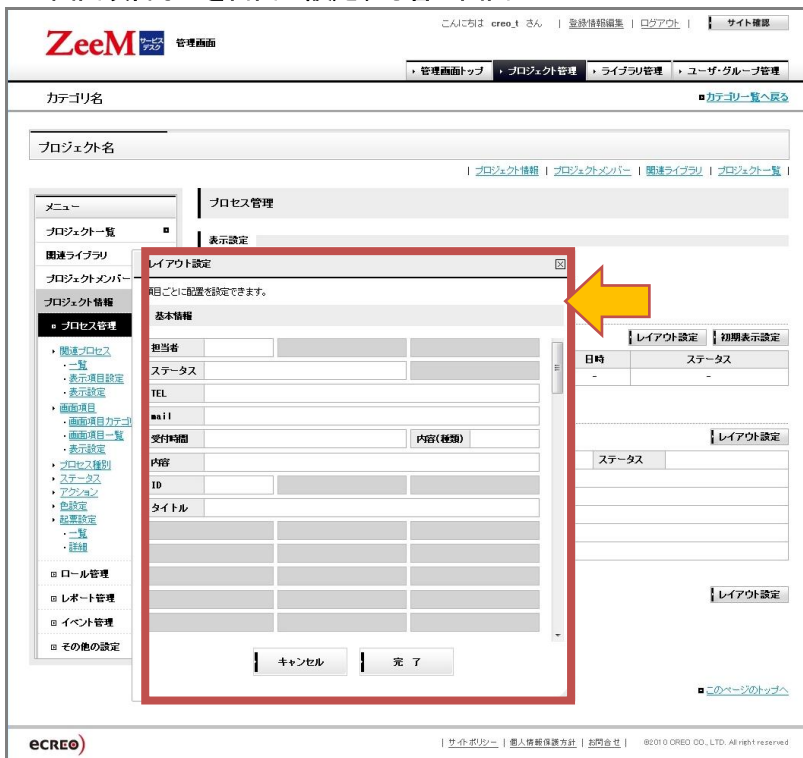 こんにちは creo_t さん | 登録情報編集 | ログアウト | サイト確認
ZeeM サービスデスク 管理画面
管理画面トップ プロジェクト管理 ライブラリ管理 ユーザ・グループ管理
カテゴリ名 カテゴリ一覧へ戻る
プロジェクト名
| プロジェクト情報 | プロジェクトメンバー | 関連ライブラリ | プロジェクト一覧 |
メニュー
プロジェクト一覧
関連ライブラリ
プロジェクトメンバー
プロジェクト情報
プロセス管理
関連プロセス
・一覧
・表示項目設定
・表示設定
画面項目
・画面項目カテゴリ
・画面項目一覧
・表示設定
プロセス種別
ステータス
アクション
色設定
起票設定
・一覧
・詳細
ロール管理
レポート管理
イベント管理
その他の設定
プロセス管理
表示設定
レイアウト設定
項目ごとに配置を設定できます。
基本情報
担当者
ステータス
TEL
mail
受付時間 内容(種類)
内容
ID
タイトル
キャンセル 完 了
レイアウト設定 初期表示設定
日時 ステータス
- -
レイアウト設定
ステータス
レイアウト設定
このページのトップへ
ecreo) | サイトポリシー | 個人情報保護方針 | お問合せ | ©2010 CREO CO., LTD. All right reserved